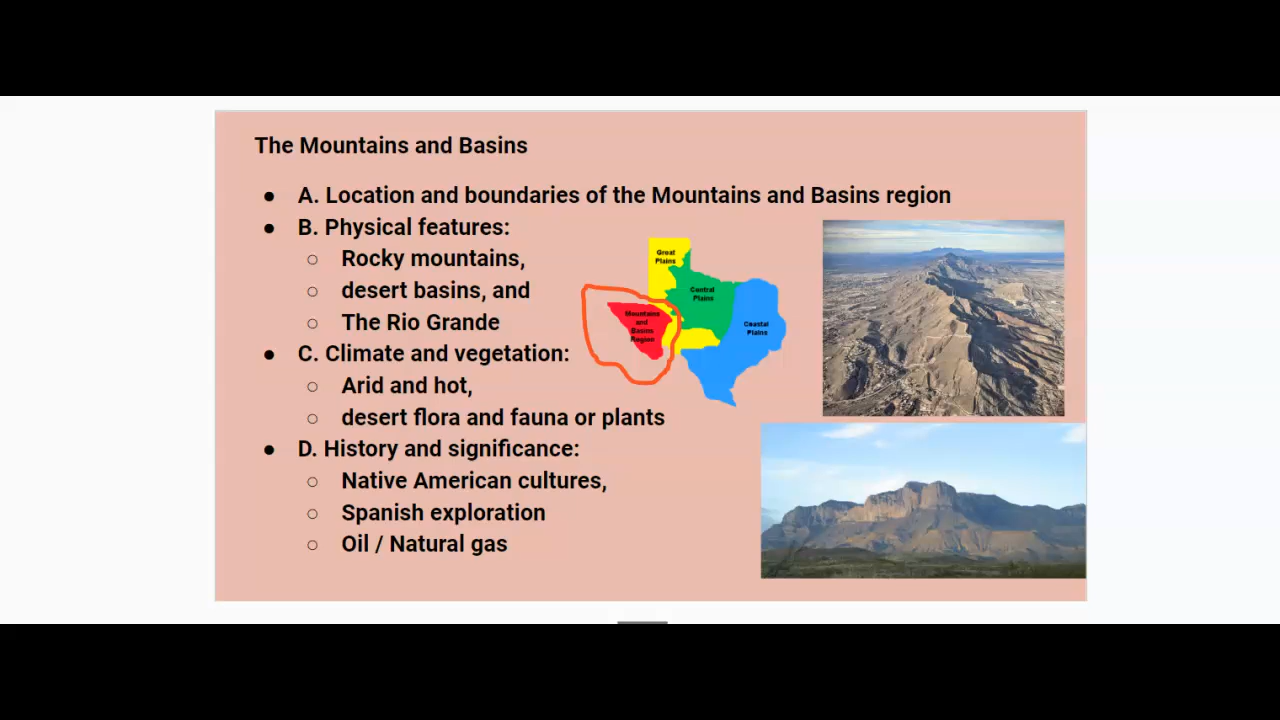 The Mountains and Basins
● A. Location and boundaries of the Mountains and Basins region
● B. Physical features:
○ Rocky mountains,
○ desert basins, and
○ The Rio Grande
● C. Climate and vegetation:
○ Arid and hot,
○ desert flora and fauna or plants
● D. History and significance:
○ Native American cultures,
○ Spanish exploration
○ Oil / Natural gas
Great
Plains
Central
Plains
Mountains
and
Basins
Region
Coastal
Plains